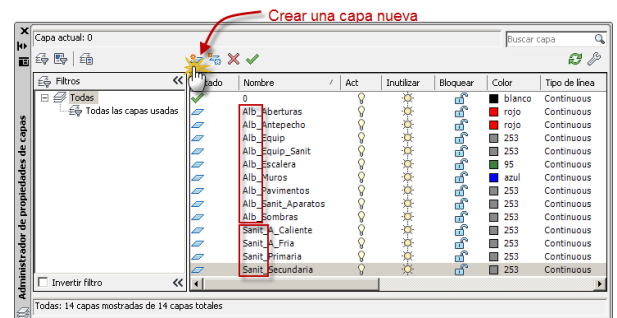 Crear una capa nueva
Capa actual: 0
Buscar capa
Filtros
Todas
Todas las capas usadas
Invertir filtro
Nombre Act Inutilizar Bloquear Color Tipo de línea
0 blanco Continuous
Alb_Aberturas rojo Continuous
Alb_Antepecho rojo Continuous
Alb_Equip 253 Continuous
Alb_Equip_Sanit 253 Continuous
Alb_Escalera 95 Continuous
Alb_Muros azul Continuous
Alb_Pavimentos 253 Continuous
Alb_Sanit_Aparatos 253 Continuous
Alb_Sombras 253 Continuous
Sanit_A_Caliente 253 Continuous
Sanit_A_Fria 253 Continuous
Sanit_Primaria 253 Continuous
Sanit_Secundaria 253 Continuous
Todas: 14 capas mostradas de 14 capas totales
Administrador de propiedades de capas